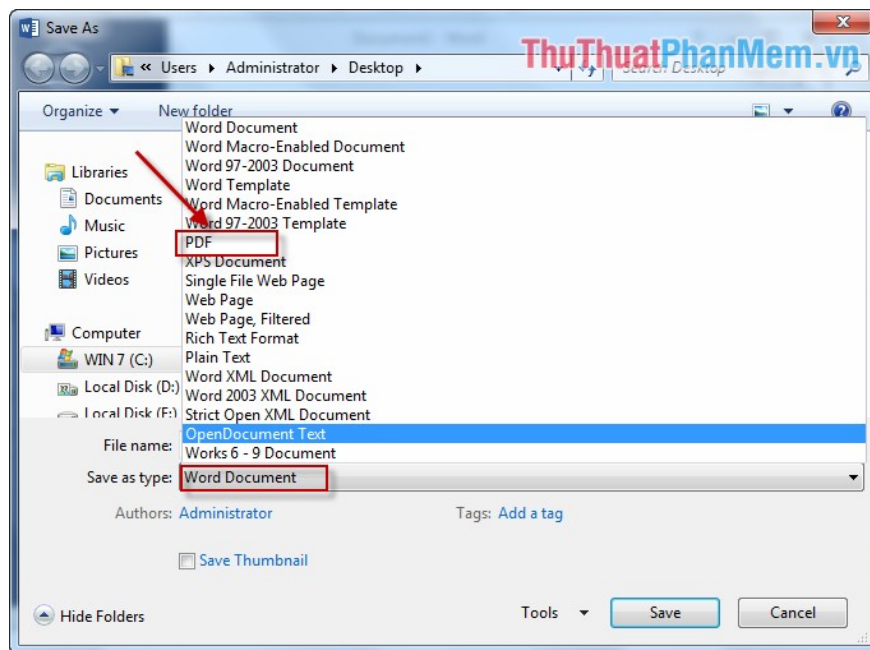 Save As
ThuThuatPhanMem.vn
« Users Administrator Desktop Search Desktop
Organize New folder
Word Document
Word Macro-Enabled Document
Word 97-2003 Document
Word Template
Word Macro-Enabled Template
Word 97-2003 Template
PDF
XPS Document
Single File Web Page
Web Page
Web Page, Filtered
Rich Text Format
Plain Text
Word XML Document
Word 2003 XML Document
Strict Open XML Document
OpenDocument Text
Works 6 - 9 Document
Libraries
Documents
Music
Pictures
Videos
Computer
WIN 7 (C:)
Local Disk (D:)
Local Disk (E:)
File name:
Save as type: Word Document
Authors: Administrator Tags: Add a tag
Save Thumbnail
Hide Folders Tools Save Cancel